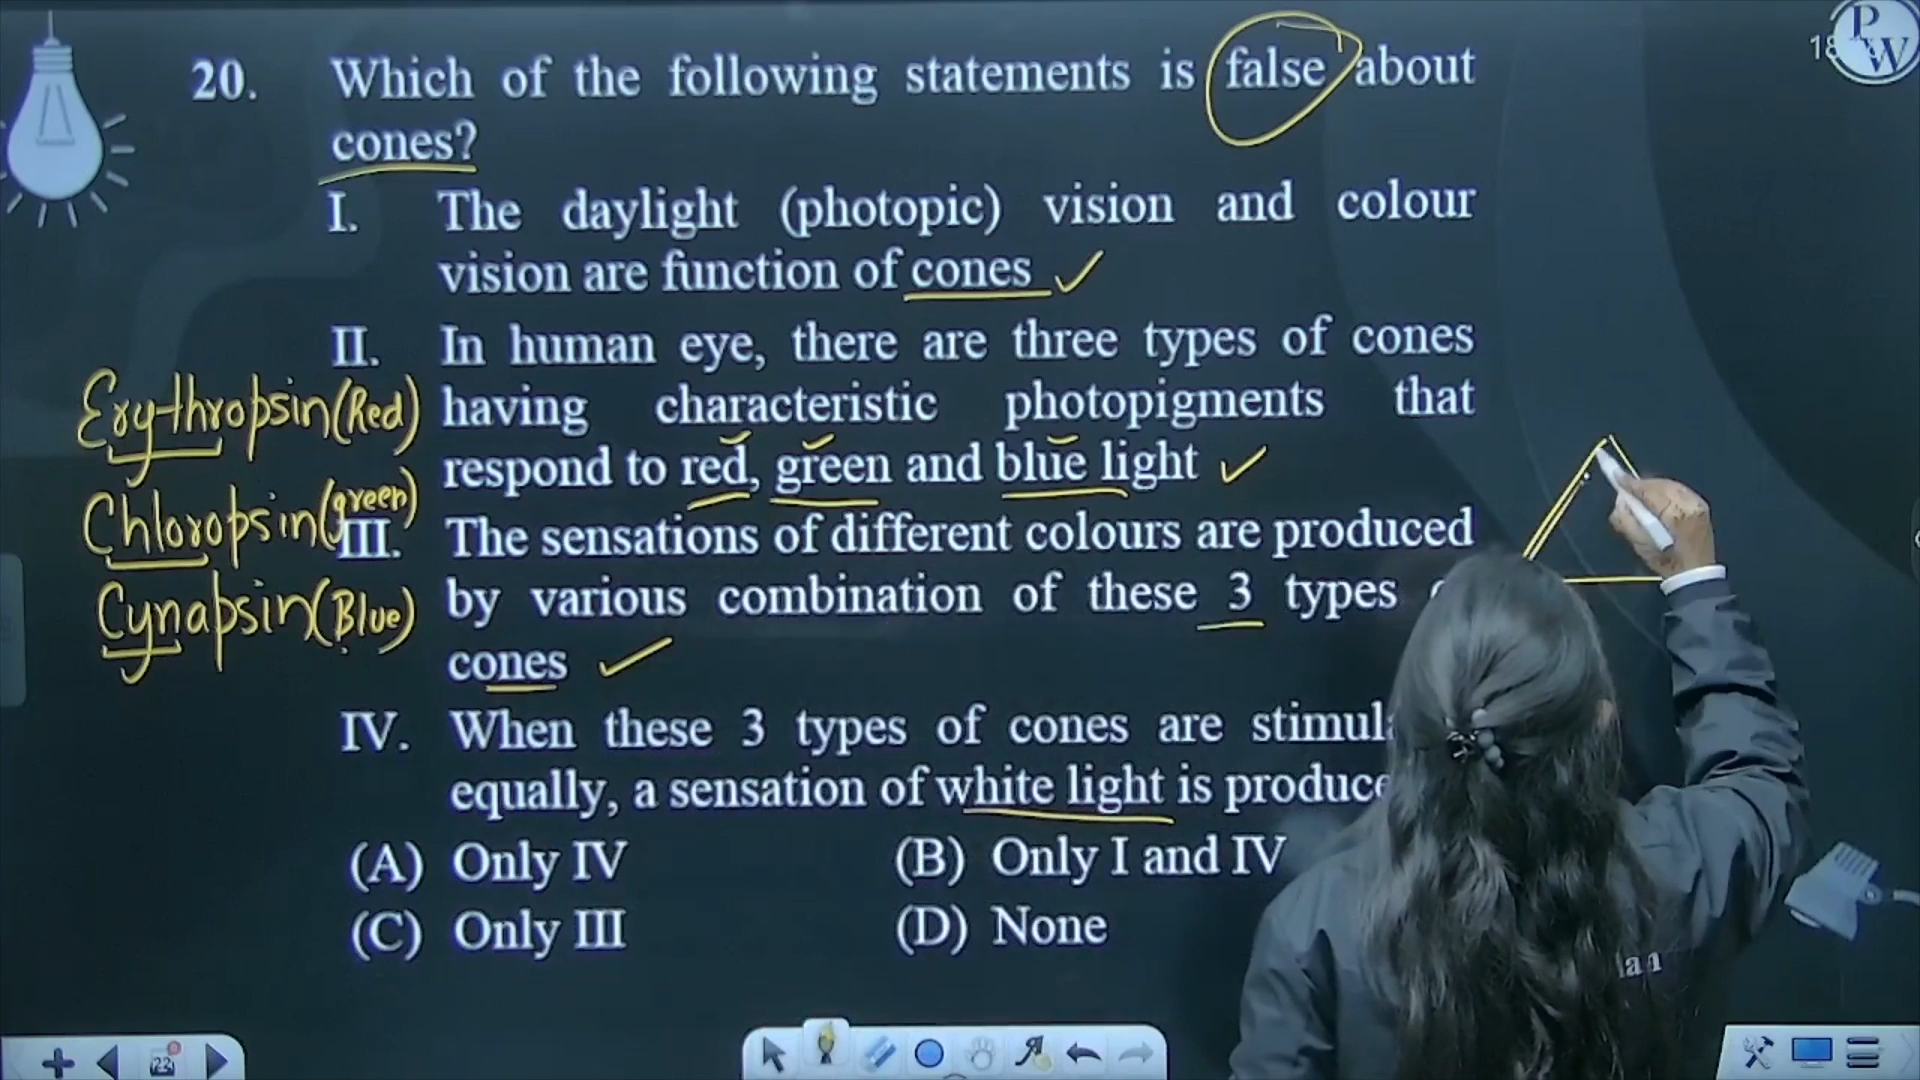 PW
18
20. Which of the following statements is false about
cones?
I. The daylight (photopic) vision and colour
vision are function of cones
II. In human eye, there are three types of cones
having characteristic photopigments that
respond to red, green and blue light
Erythropsin (Red)
Chloropsin (green)
Cynapsin (Blue)
III. The sensations of different colours are produced
by various combination of these 3 types
cones
IV. When these 3 types of cones are stimul
equally, a sensation of white light is produce
(A) Only IV
(B) Only I and IV
(C) Only III
(D) None
22